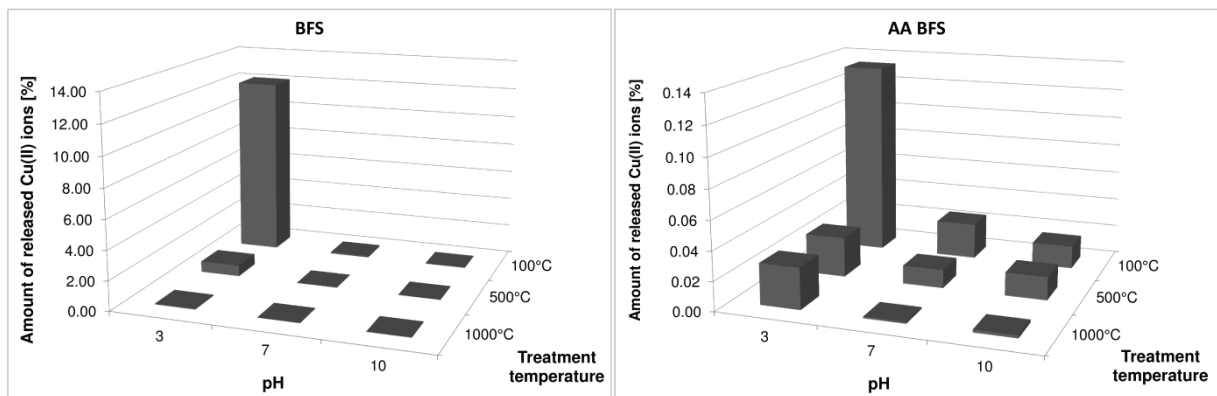 BFS
Amount of released Cu(II) ions [%]
14.00
12.00
10.00
8.00
6.00
4.00
2.00
0.00
3
7
10
pH
100°C
500°C
1000°C
Treatment
temperature
AA BFS
Amount of released Cu(II) ions [%]
0.14
0.12
0.10
0.08
0.06
0.04
0.02
0.00
3
7
10
pH
100°C
500°C
1000°C
Treatment
temperature